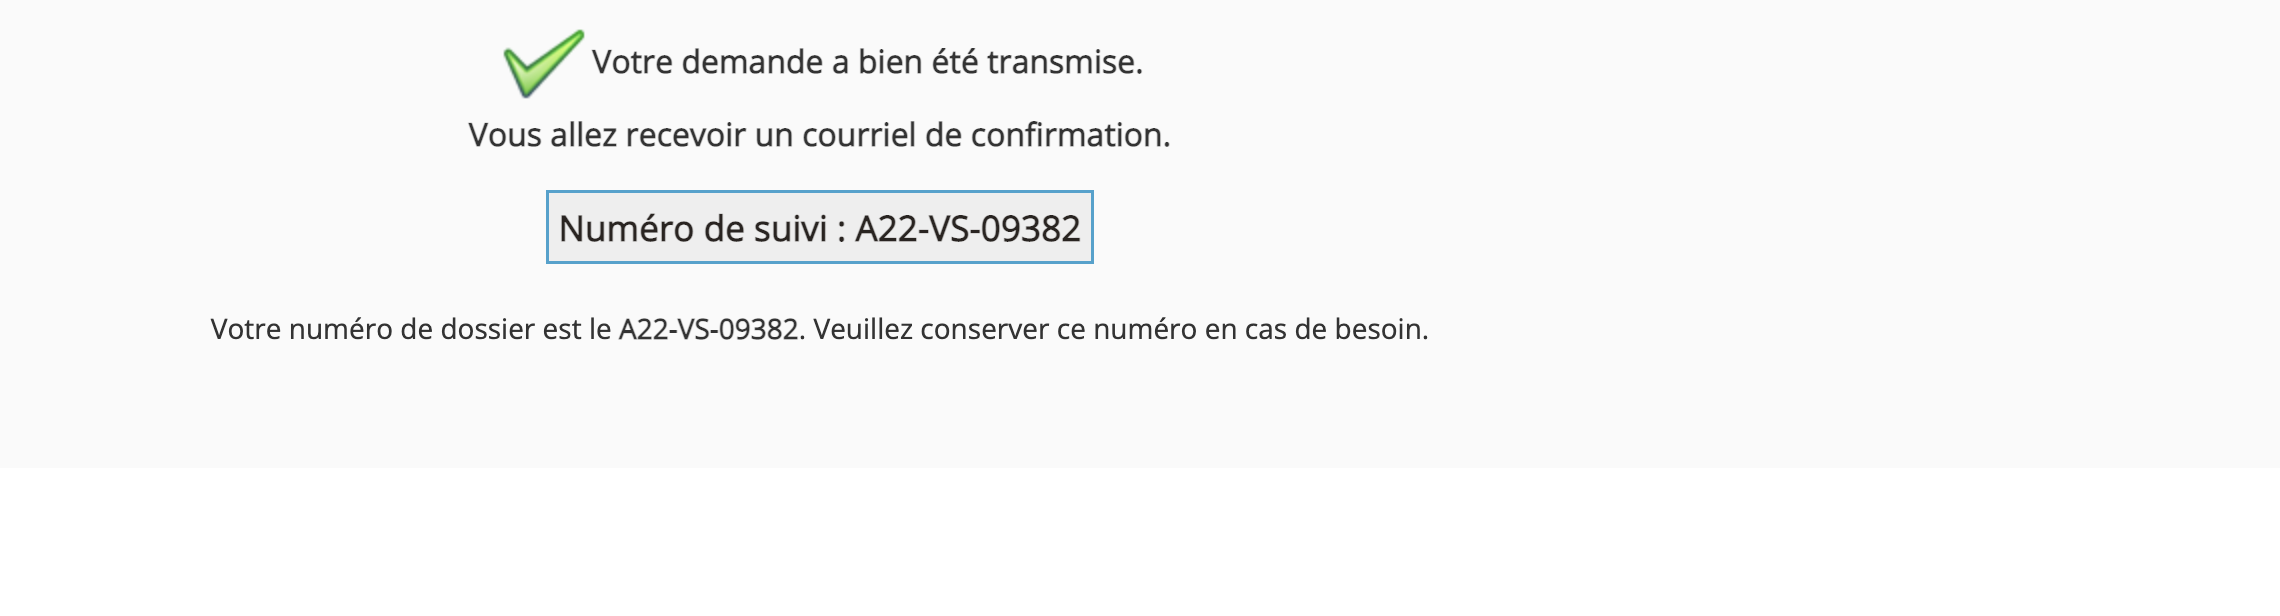 Votre demande a bien été transmise.
Vous allez recevoir un courriel de confirmation.
Numéro de suivi : A22-VS-09382
Votre numéro de dossier est le A22-VS-09382. Veuillez conserver ce numéro en cas de besoin.